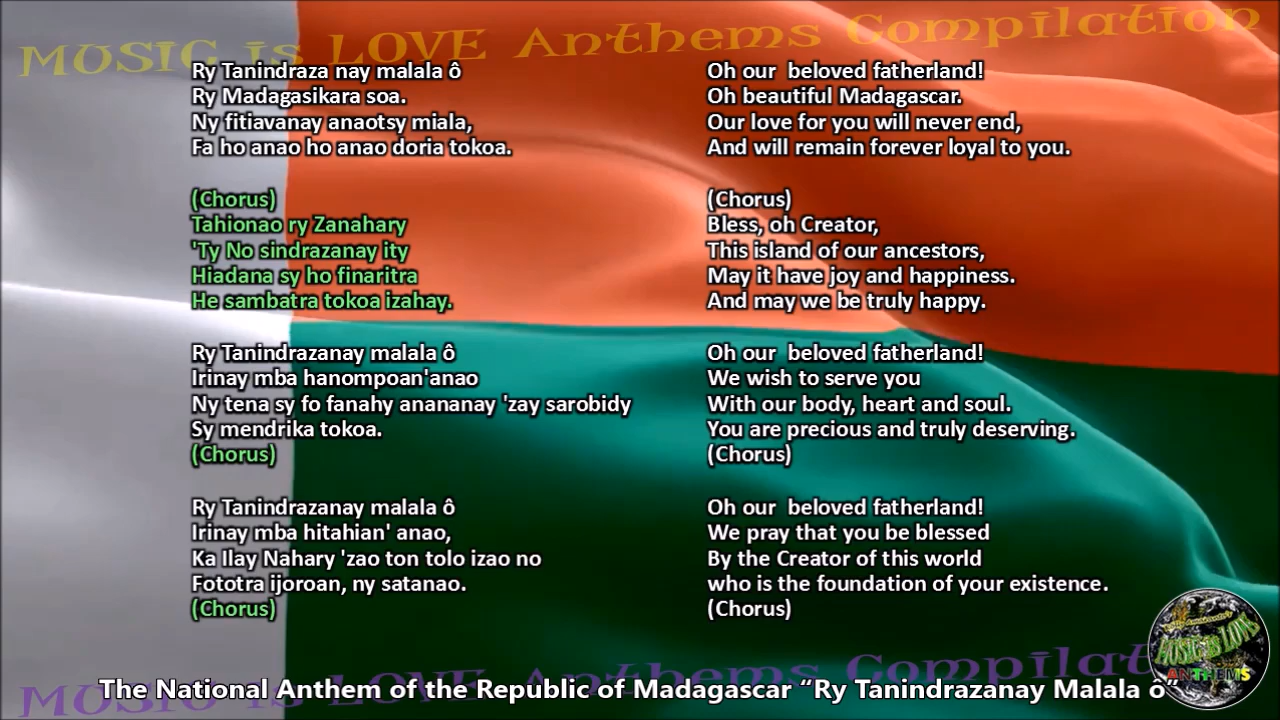 MUSIC is LOVE Anthems Compilation
Ry Tanindraza nay malala ô
Ry Madagasikara soa.
Ny fitiavanay anaotsy miala,
Fa ho anao ho anao doria tokoa.
(Chorus)
Tahionao ry Zanahary
'Ty No sindrazanay ity
Hiadana sy ho finaritra
He sambatra tokoa izahay.
Ry Tanindrazanay malala ô
Irinay mba hanompoan'anao
Ny tena sy fo fanahy anananay 'zay sarobidy
Sy mendrika tokoa.
(Chorus)
Ry Tanindrazanay malala ô
Irinay mba hitahian' anao,
Ka Ilay Nahary 'zao ton tolo izao no
Fototra ijoroan, ny satanao.
(Chorus)
Oh our  beloved fatherland!
Oh beautiful Madagascar.
Our love for you will never end,
And will remain forever loyal to you.
(Chorus)
Bless, oh Creator,
This island of our ancestors,
May it have joy and happiness.
And may we be truly happy.
Oh our  beloved fatherland!
We wish to serve you
With our body, heart and soul.
You are precious and truly deserving.
(Chorus)
Oh our  beloved fatherland!
We pray that you be blessed
By the Creator of this world
who is the foundation of your existence.
(Chorus)
MUSIC is LOVE Anthems Compilat
The National Anthem of the Republic of Madagascar “Ry Tanindrazanay Malala ô”
MUSIC is LOVE
ANTHEMS